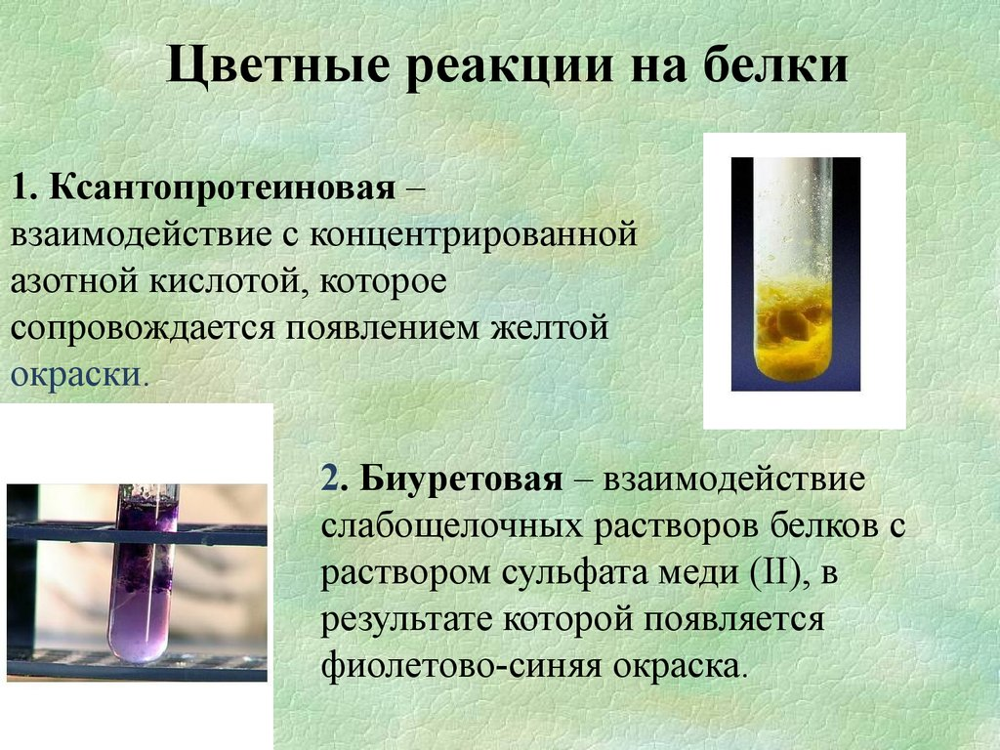 Цветные реакции на белки
1. Ксантопротеиновая –
взаимодействие с концентрированной
азотной кислотой, которое
сопровождается появлением желтой
окраски.
2. Биуретовая – взаимодействие
слабощелочных растворов белков с
раствором сульфата меди (II), в
результате которой появляется
фиолетово-синяя окраска.